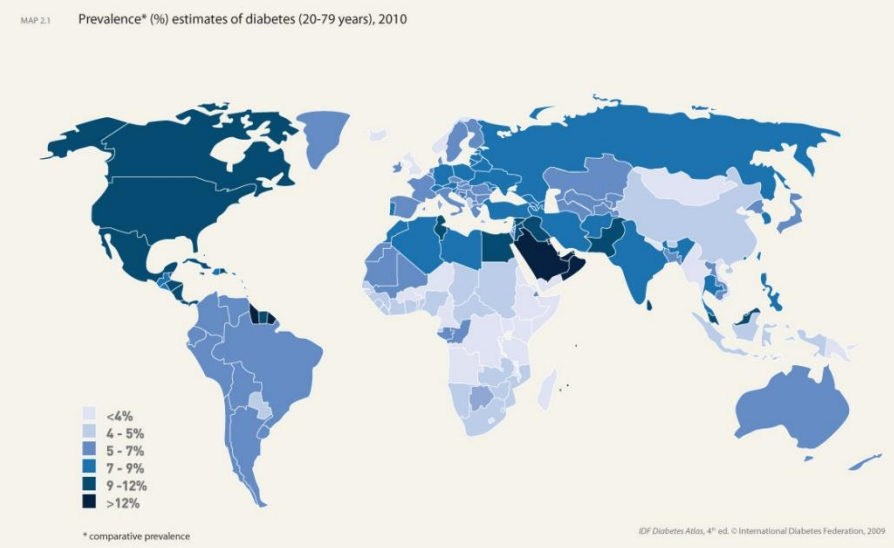 MAP 2.1 Prevalence* (%) estimates of diabetes (20-79 years), 2010
<4%
4 - 5%
5 - 7%
7 - 9%
9 -12%
>12%
* comparative prevalence
IDF Diabetes Atlas, 4th ed. © International Diabetes Federation, 2009